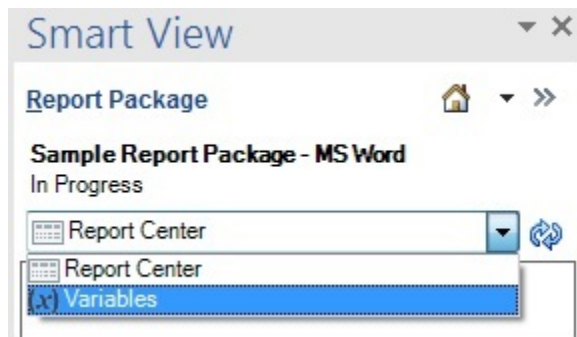 Smart View
Report Package
Sample Report Package - MS Word
In Progress
Report Center
Report Center
(x) Variables